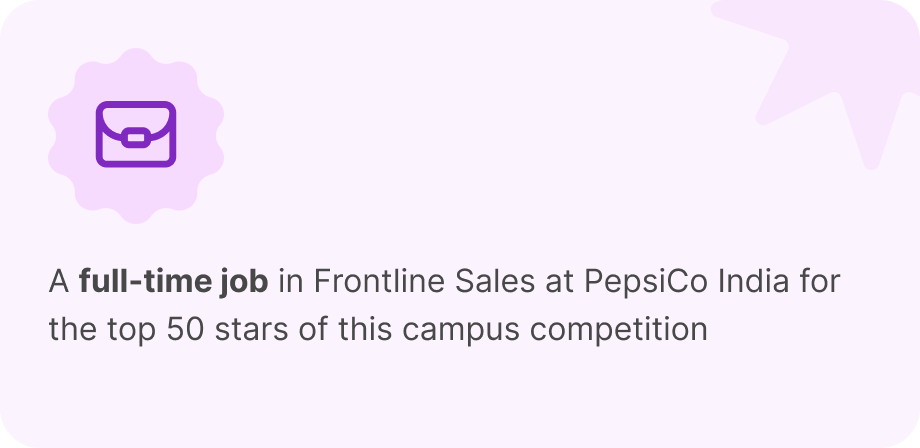 A full-time job in Frontline Sales at PepsiCo India for
the top 50 stars of this campus competition